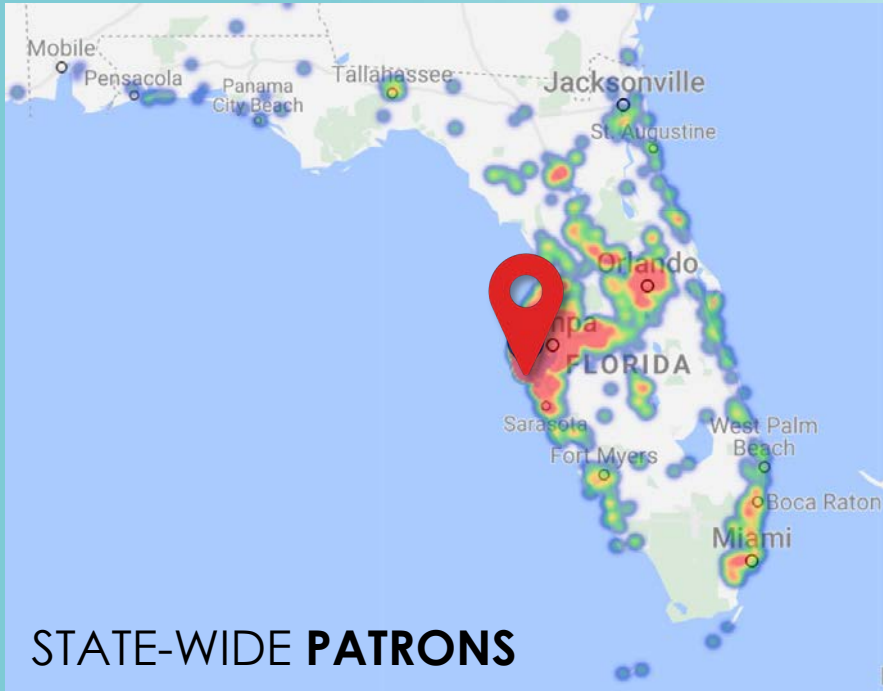 Mobile
Pensacola
Panama
City Beach
Tallahassee
Jacksonville
St. Augustine
Orlando
mpa
FLORIDA
Sarasota
Fort Myers
West Palm
Beach
Boca Raton
Miami
STATE-WIDE PATRONS